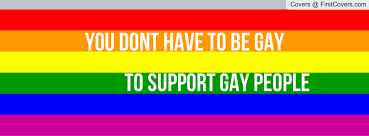 Covers @ FirstCovers.com
YOU DONT HAVE TO BE GAY
TO SUPPORT GAY PEOPLE